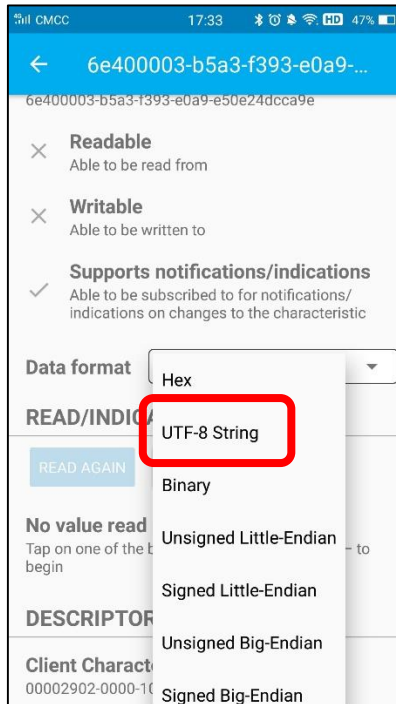 4G CMCC 17:33 HD 47%
6e400003-b5a3-f393-e0a9-...
6e400003-b5a3-f393-e0a9-e50e24dcca9e
Readable
Able to be read from
Writable
Able to be written to
Supports notifications/indications
Able to be subscribed to for notifications/
indications on changes to the characteristic
Data format
Hex
READ/INDICA
UTF-8 String
READ AGAIN
Binary
No value read
Unsigned Little-Endian
Tap on one of the b – to
begin
Signed Little-Endian
DESCRIPTOR
Unsigned Big-Endian
Client Characte
00002902-0000-10
Signed Big-Endian